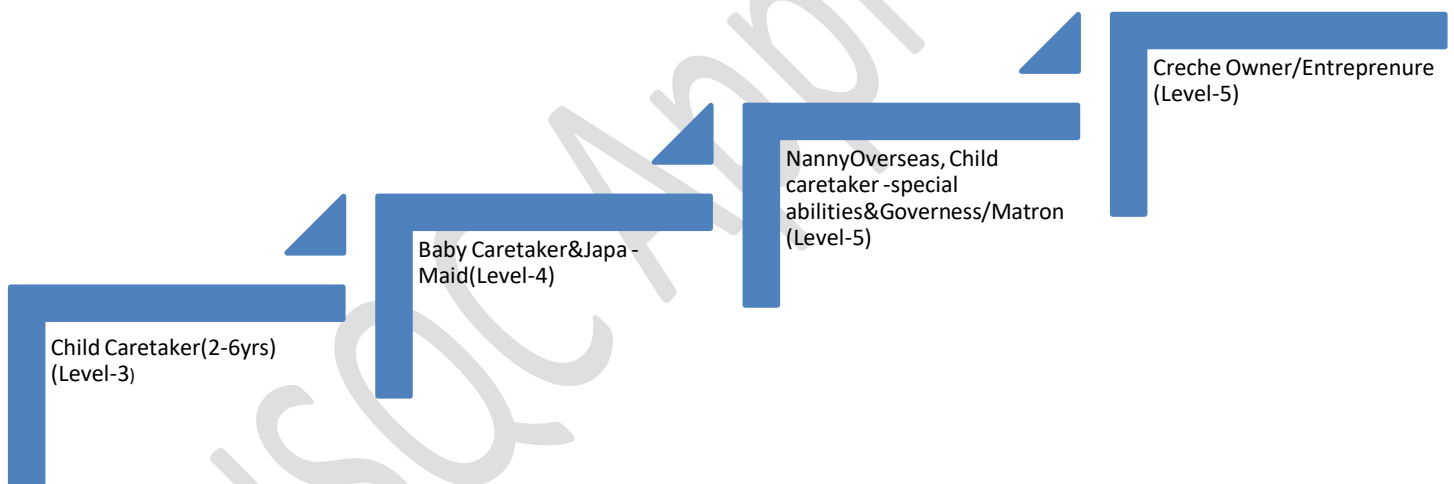 Creche Owner/Entreprenure
(Level-5)
NannyOverseas, Child
caretaker -special
abilities&Governess/Matron
(Level-5)
Baby Caretaker&Japa -
Maid(Level-4)
Child Caretaker(2-6yrs)
(Level-3)